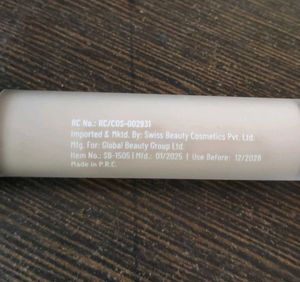 RC No.: RC/COS-002931
Imported & Mktd. By: Swiss Beauty Cosmetics Pvt. Ltd.
Mfg. For: Global Beauty Group Ltd.
Item No.: SB-1505 | Mfd.: 01/2025 | Use Before: 12/2028
Made in P.R.C.